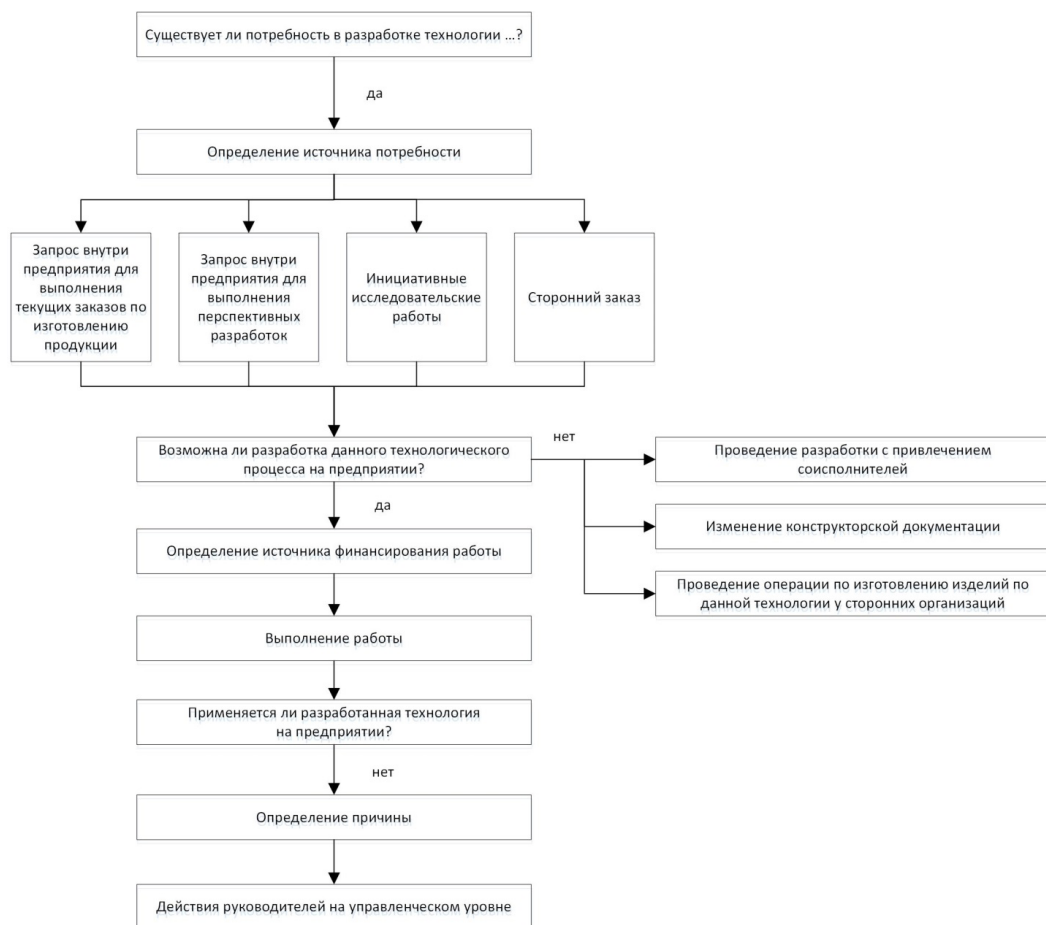 Существует ли потребность в разработке технологии ...?
да
Определение источника потребности
Запрос внутри
предприятия для
выполнения
текущих заказов по
изготовлению
продукции
Запрос внутри
предприятия для
выполнения
перспективных
разработок
Инициативные
исследовательские
работы
Сторонний заказ
Возможна ли разработка данного технологического
процесса на предприятии?
нет
Проведение разработки с привлечением
соисполнителей
Изменение конструкторской документации
Проведение операции по изготовлению изделий по
данной технологии у сторонних организаций
да
Определение источника финансирования работы
Выполнение работы
Применяется ли разработанная технология
на предприятии?
нет
Определение причины
Действия руководителей на управленческом уровне